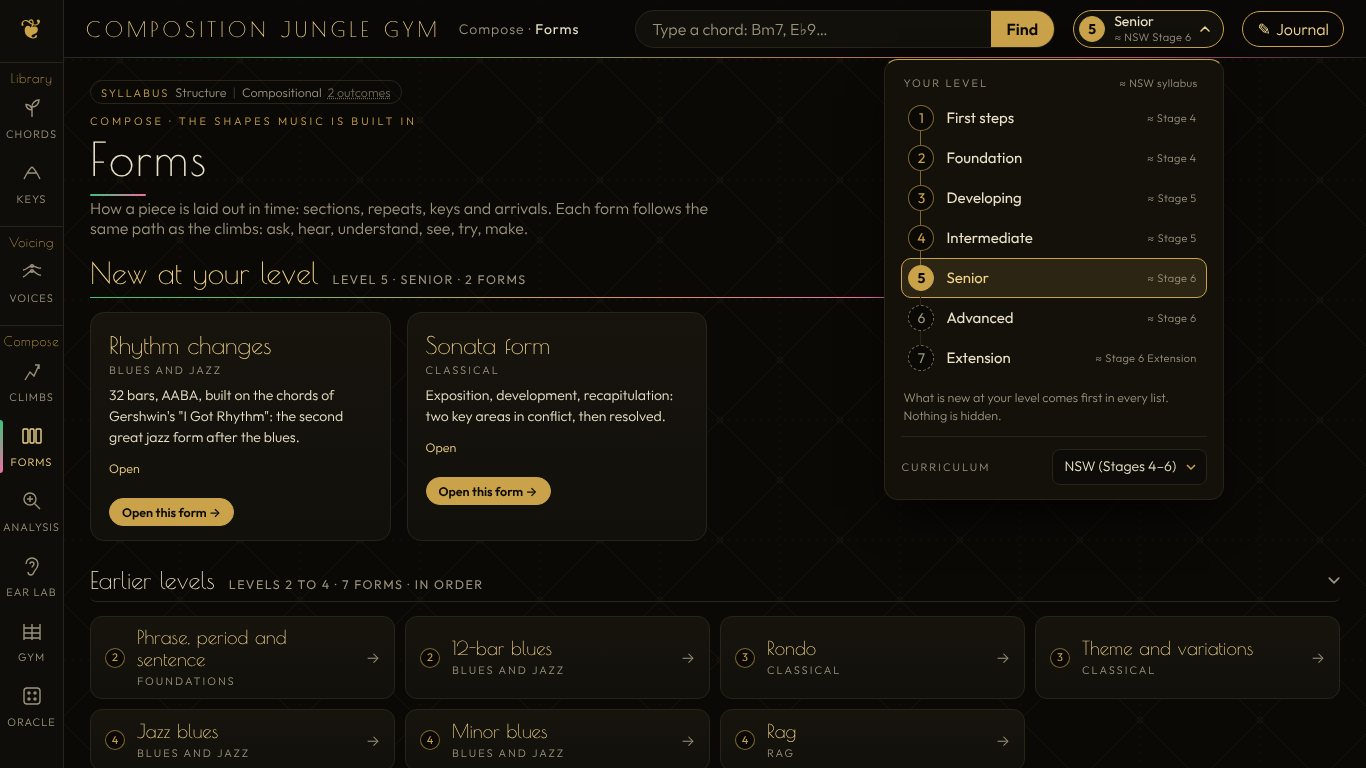 COMPOSITION JUNGLE GYM
Compose · Forms
Type a chord: Bm7, E♭9...
Find
5
Senior
≈ NSW Stage 6
✎ Journal
Library
CHORDS
KEYS
Voicing
VOICES
Compose
CLIMBS
FORMS
ANALYSIS
EAR LAB
GYM
ORACLE
SYLLABUS Structure | Compositional 2 outcomes
COMPOSE · THE SHAPES MUSIC IS BUILT IN
Forms
How a piece is laid out in time: sections, repeats, keys and arrivals. Each form follows the
same path as the climbs: ask, hear, understand, see, try, make.
New at your level LEVEL 5 · SENIOR · 2 FORMS
Rhythm changes
BLUES AND JAZZ
32 bars, AABA, built on the chords of
Gershwin's "I Got Rhythm": the second
great jazz form after the blues.
Open
Open this form →
Sonata form
CLASSICAL
Exposition, development, recapitulation:
two key areas in conflict, then resolved.
Open
Open this form →
YOUR LEVEL ≈ NSW syllabus
1 First steps ≈ Stage 4
2 Foundation ≈ Stage 4
3 Developing ≈ Stage 5
4 Intermediate ≈ Stage 5
5 Senior ≈ Stage 6
6 Advanced ≈ Stage 6
7 Extension ≈ Stage 6 Extension
What is new at your level comes first in every list.
Nothing is hidden.
CURRICULUM NSW (Stages 4–6)
Earlier levels LEVELS 2 TO 4 · 7 FORMS · IN ORDER
2 Phrase, period and
sentence
FOUNDATIONS
→
2 12-bar blues →
BLUES AND JAZZ
3 Rondo →
CLASSICAL
3 Theme and variations →
CLASSICAL
4 Jazz blues →
BLUES AND JAZZ
4 Minor blues →
BLUES AND JAZZ
4 Rag →
RAG